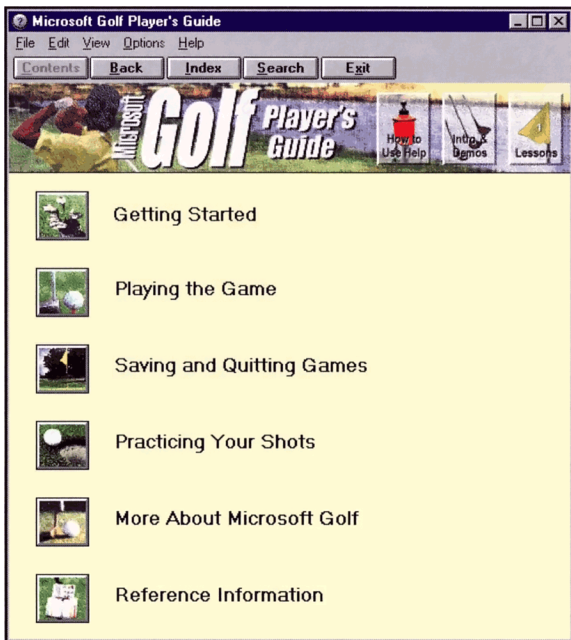 Microsoft Golf Player's Guide
File Edit View Options Help
Contents Back Index Search Exit
Microsoft Golf Player's Guide
How to Use Help
Intro & Demos
Lessons
Getting Started
Playing the Game
Saving and Quitting Games
Practicing Your Shots
More About Microsoft Golf
Reference Information